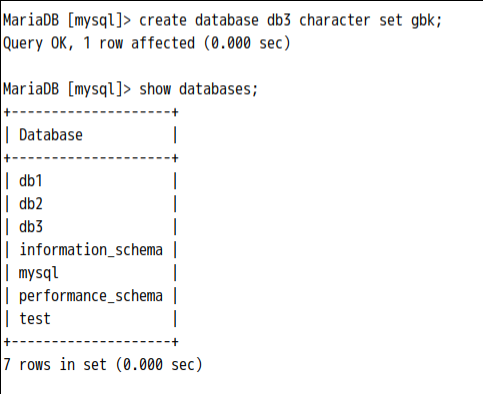 MariaDB [mysql]> create database db3 character set gbk;
Query OK, 1 row affected (0.000 sec)

MariaDB [mysql]> show databases;
+--------------------+
| Database           |
+--------------------+
| db1                |
| db2                |
| db3                |
| information_schema |
| mysql              |
| performance_schema |
| test               |
+--------------------+
7 rows in set (0.000 sec)